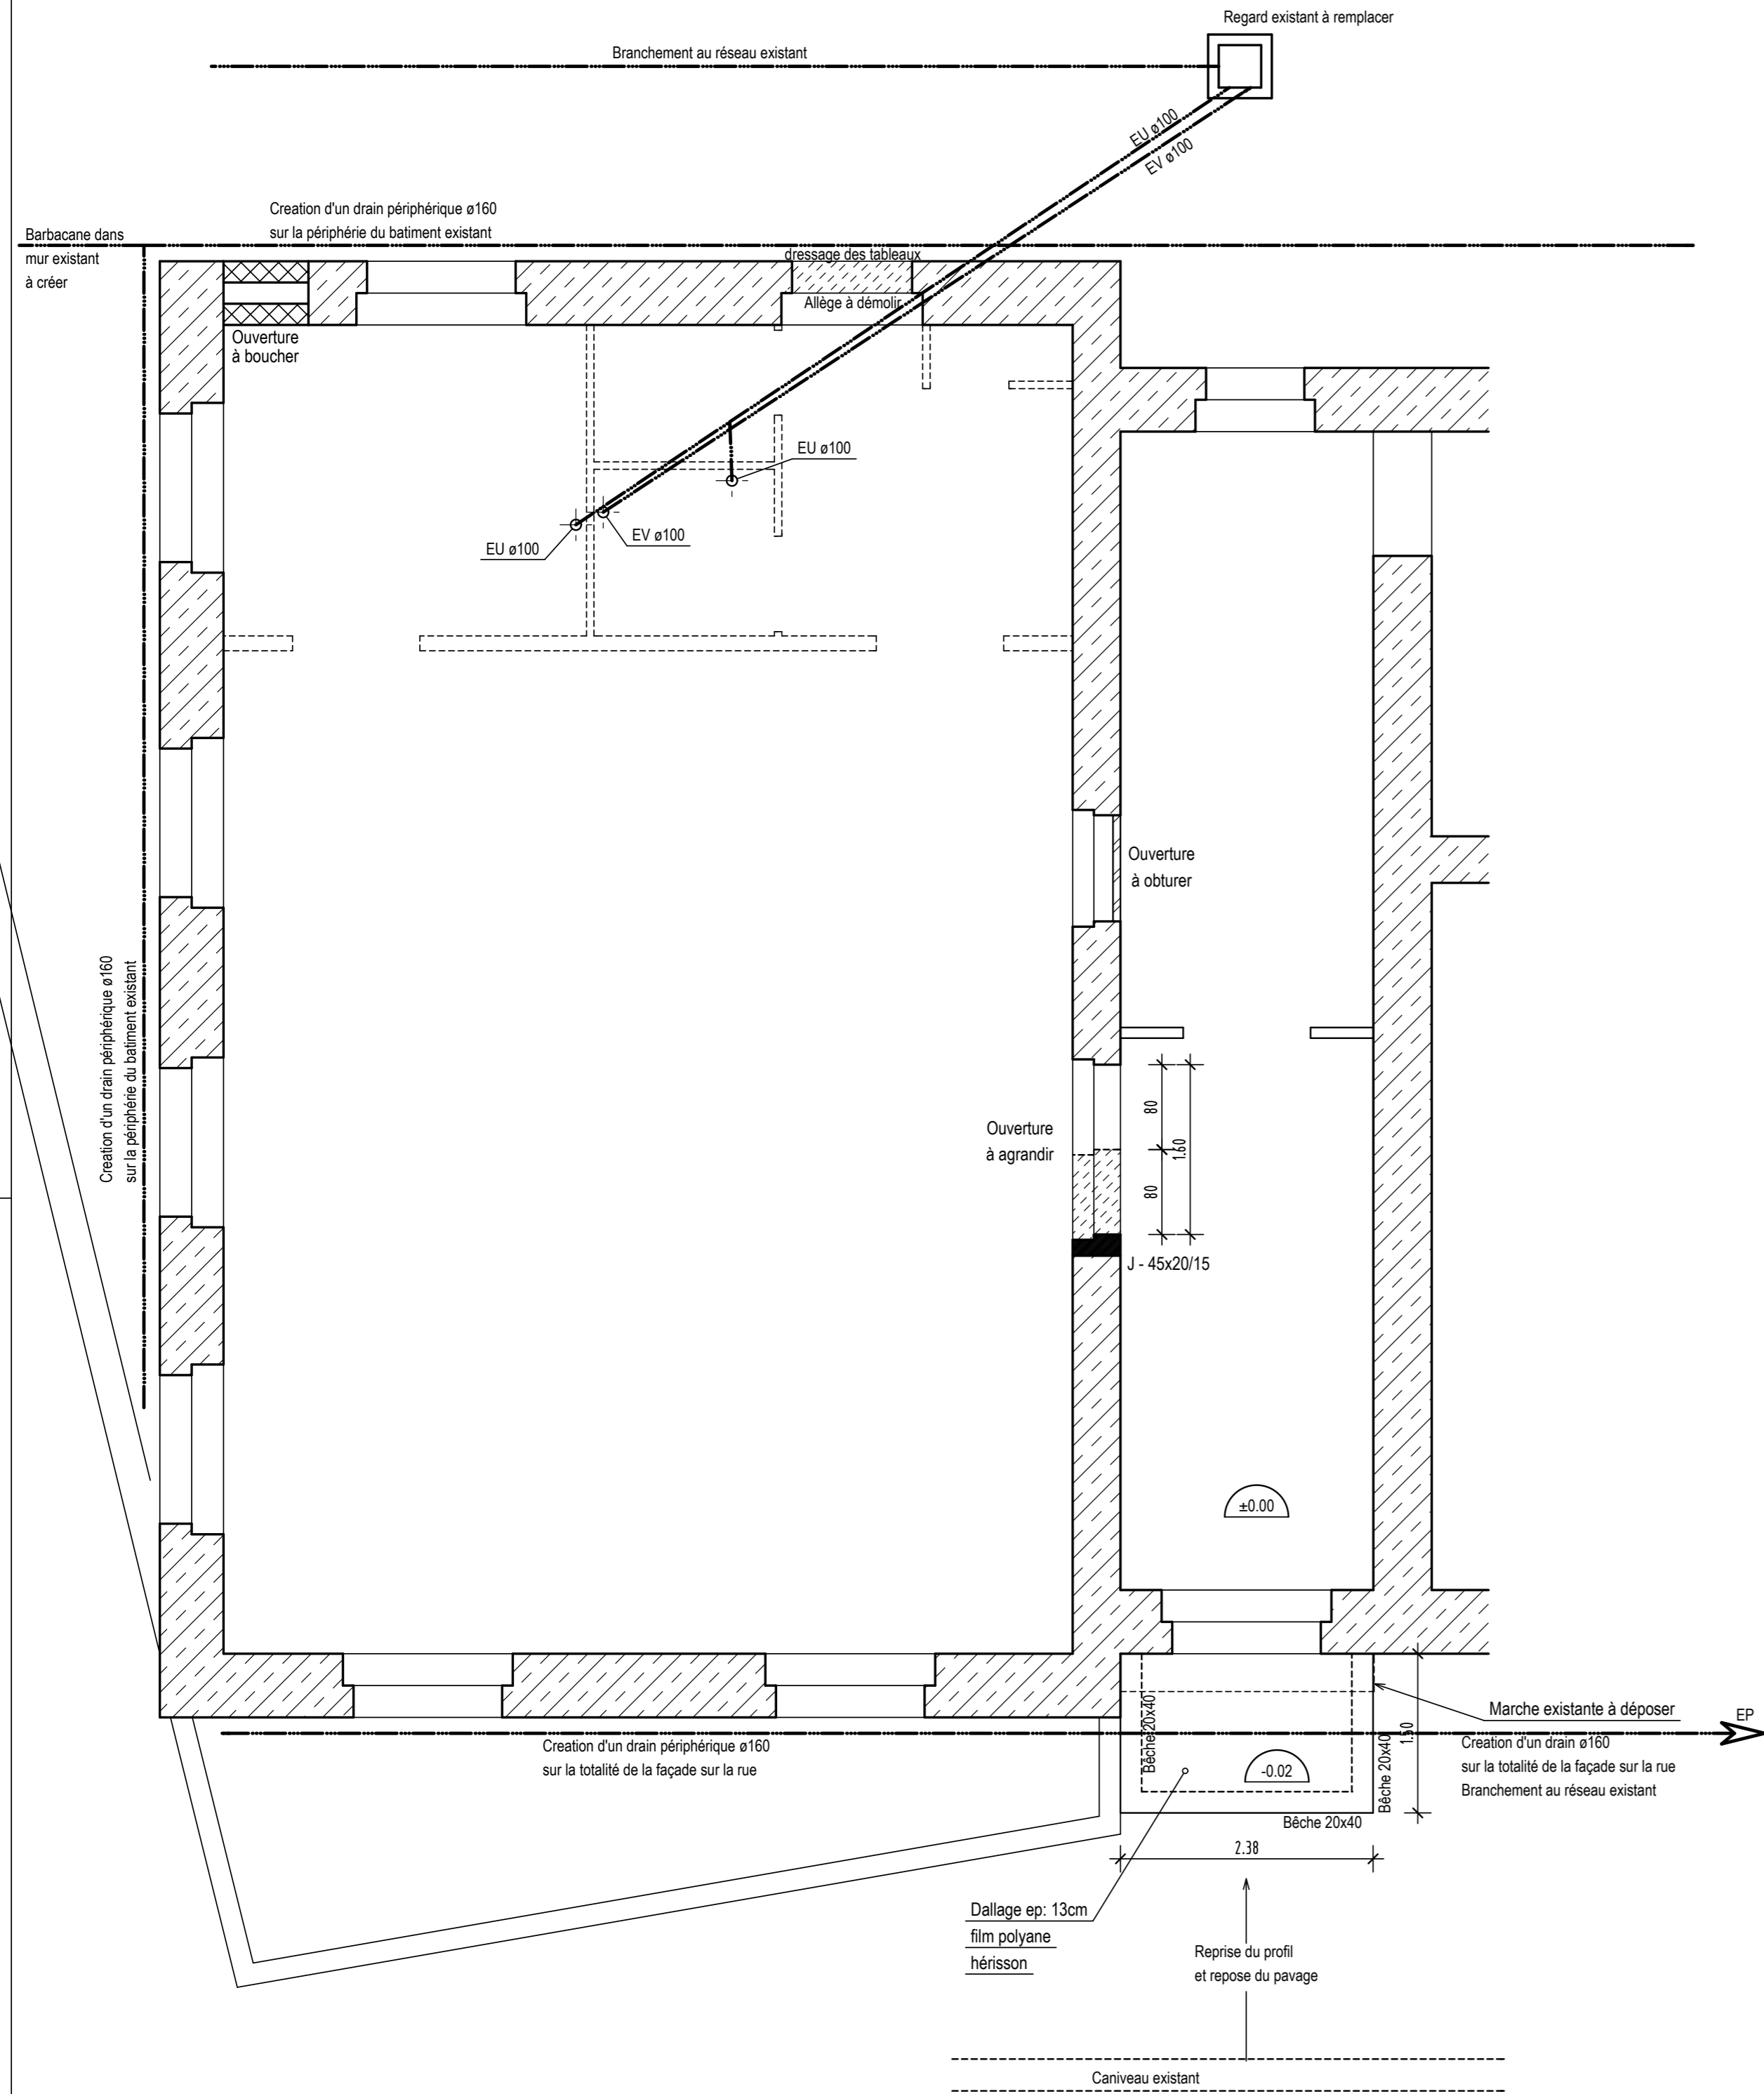 Regard existant à remplacer
Branchement au réseau existant
EU ø100
EV ø100
Creation d'un drain périphérique ø160
sur la périphérie du batiment existant
Barbacane dans
mur existant
à créer
dressage des tableaux
Allège à démolir
Ouverture
à boucher
EU ø100
EV ø100
EU ø100
Ouverture
à obturer
Creation d'un drain périphérique ø160
sur la périphérie du batiment existant
80
1.60
80
Ouverture
à agrandir
J - 45x20/15
±0.00
Marche existante à déposer
EP
Bêche 20x40
1.50
Bêche 20x40
Creation d'un drain périphérique ø160
sur la totalité de la façade sur la rue
Creation d'un drain ø160
sur la totalité de la façade sur la rue
Branchement au réseau existant
-0.02
Bêche 20x40
2.38
Dallage ep: 13cm
film polyane
hérisson
Reprise du profil
et repose du pavage
Caniveau existant